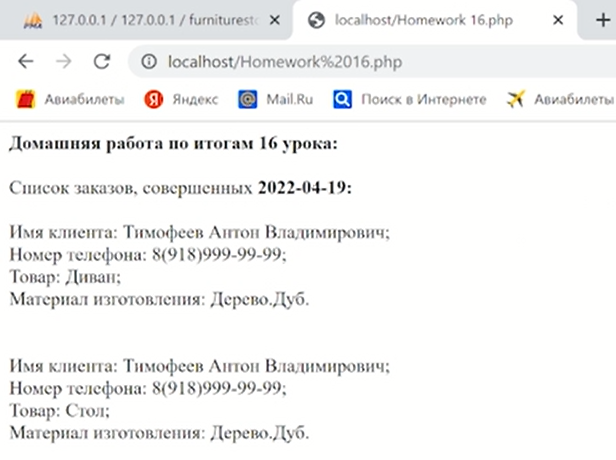 127.0.0.1 / 127.0.0.1 / furniturest
localhost/Homework 16.php
localhost/Homework%2016.php
Авиабилеты
Яндекс
Mail.Ru
Поиск в Интернете
Авиабилеты
Домашняя работа по итогам 16 урока:
Список заказов, совершенных 2022-04-19:
Имя клиента: Тимофеев Антон Владимирович;
Номер телефона: 8(918)999-99-99;
Товар: Диван;
Материал изготовления: Дерево.Дуб.
Имя клиента: Тимофеев Антон Владимирович;
Номер телефона: 8(918)999-99-99;
Товар: Стол;
Материал изготовления: Дерево.Дуб.